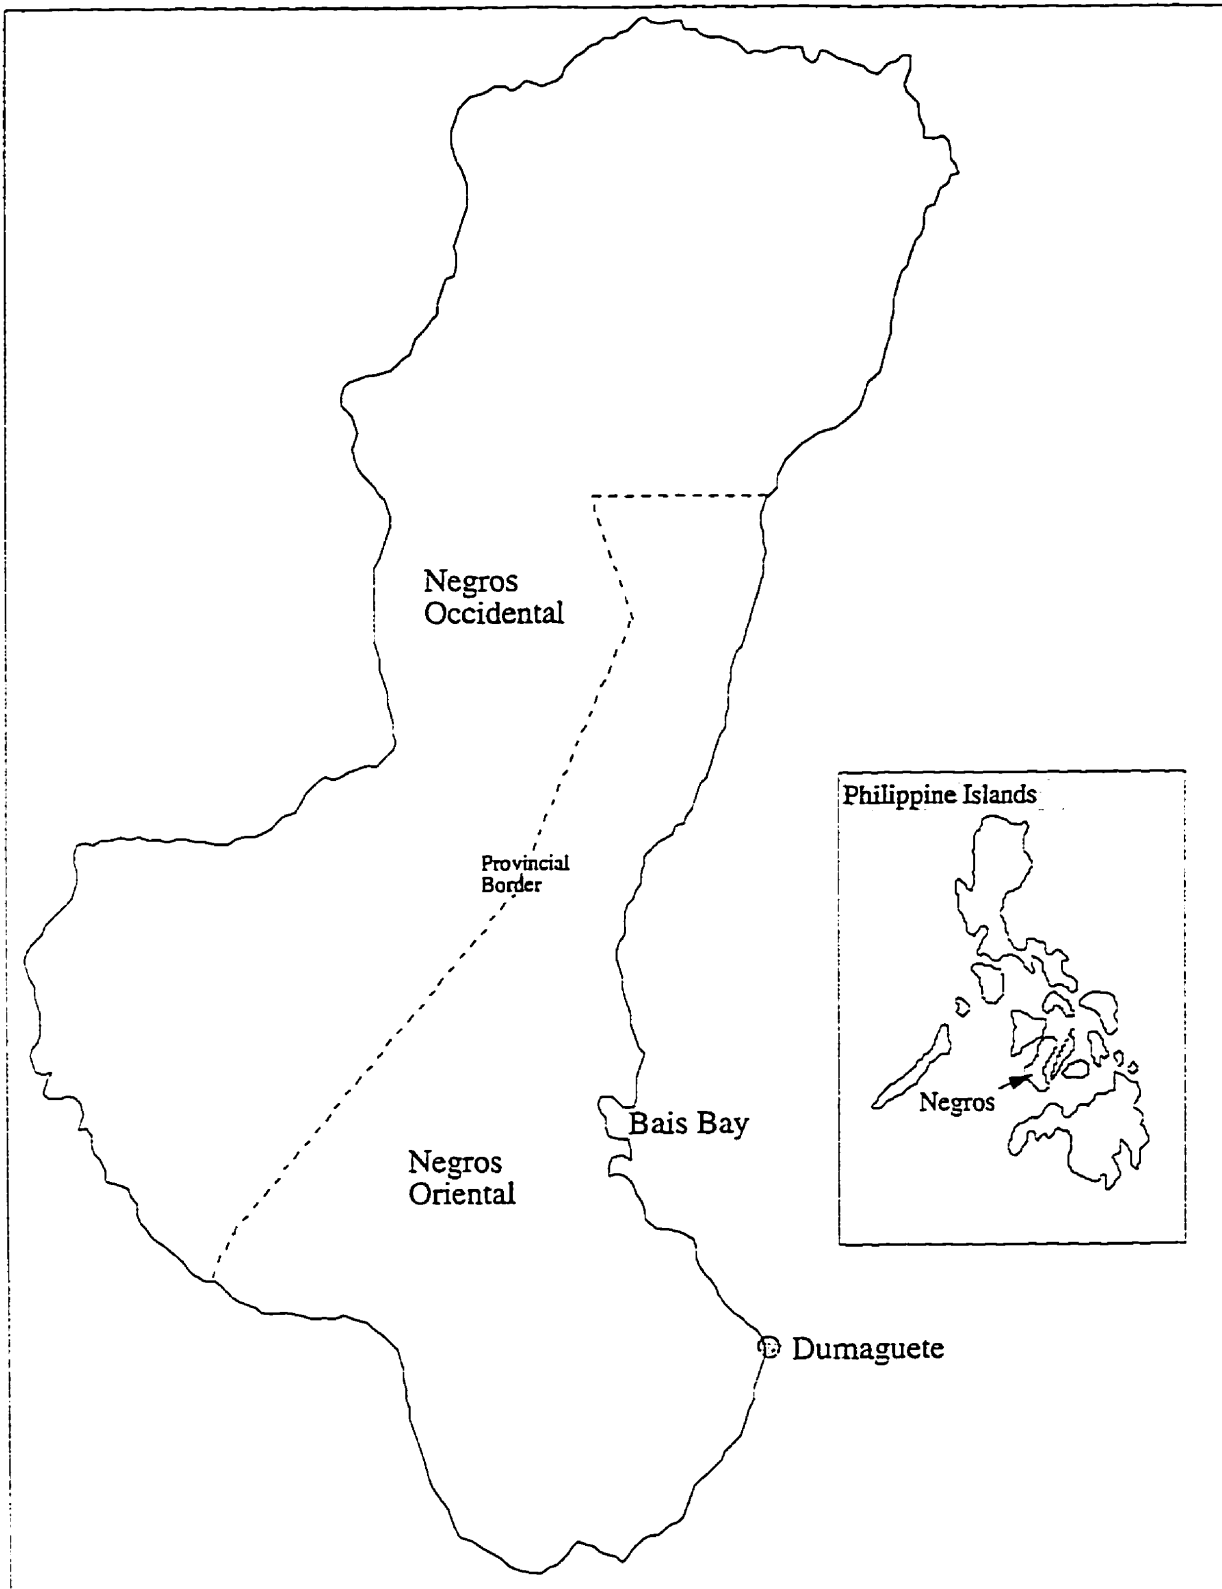 Negros
Occidental
Philippine Islands
Provincial
Border
Negros
Bais Bay
Negros
Oriental
Dumaguete